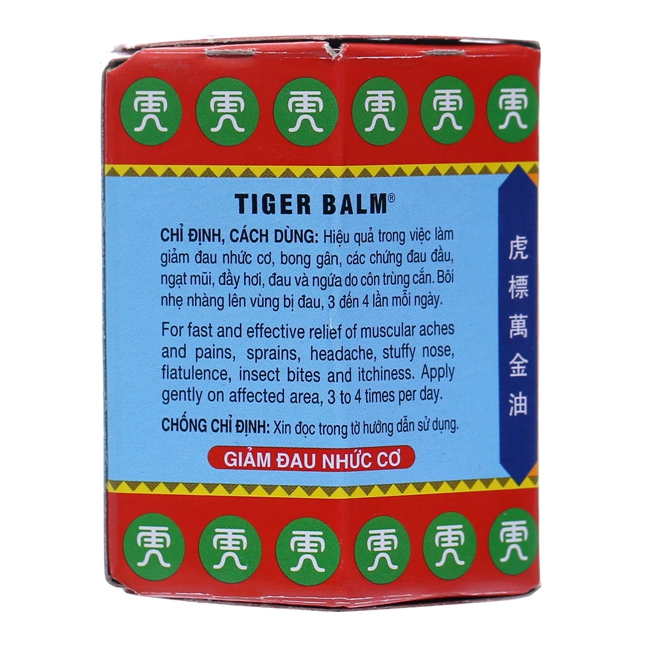 TIGER BALM®
CHỈ ĐỊNH, CÁCH DÙNG: Hiệu quả trong việc làm
giảm đau nhức cơ, bong gân, các chứng đau đầu,
ngạt mũi, đầy hơi, đau và ngứa do côn trùng cắn. Bôi
nhẹ nhàng lên vùng bị đau, 3 đến 4 lần mỗi ngày.
For fast and effective relief of muscular aches
and pains, sprains, headache, stuffy nose,
flatulence, insect bites and itchiness. Apply
gently on affected area, 3 to 4 times per day.
CHỐNG CHỈ ĐỊNH: Xin đọc trong tờ hướng dẫn sử dụng.
GIẢM ĐAU NHỨC CƠ
虎標萬金油